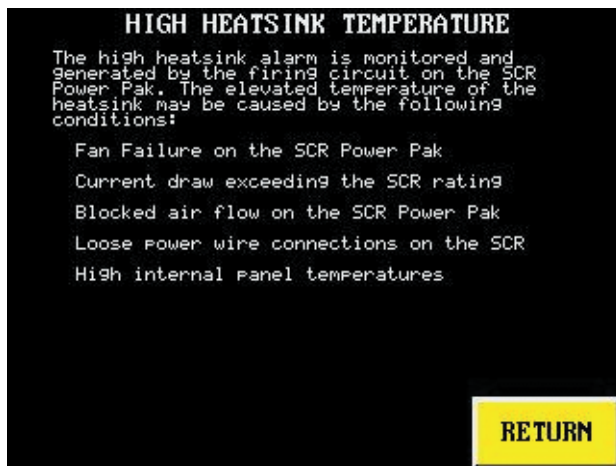 HIGH HEATSINK TEMPERATURE
The high heatsink alarm is monitored and
generated by the firing circuit on the SCR
Power Pak. The elevated temperature of the
heatsink may be caused by the following
conditions:
Fan Failure on the SCR Power Pak
Current draw exceeding the SCR rating
Blocked air flow on the SCR Power Pak
Loose power wire connections on the SCR
High internal panel temperatures
RETURN